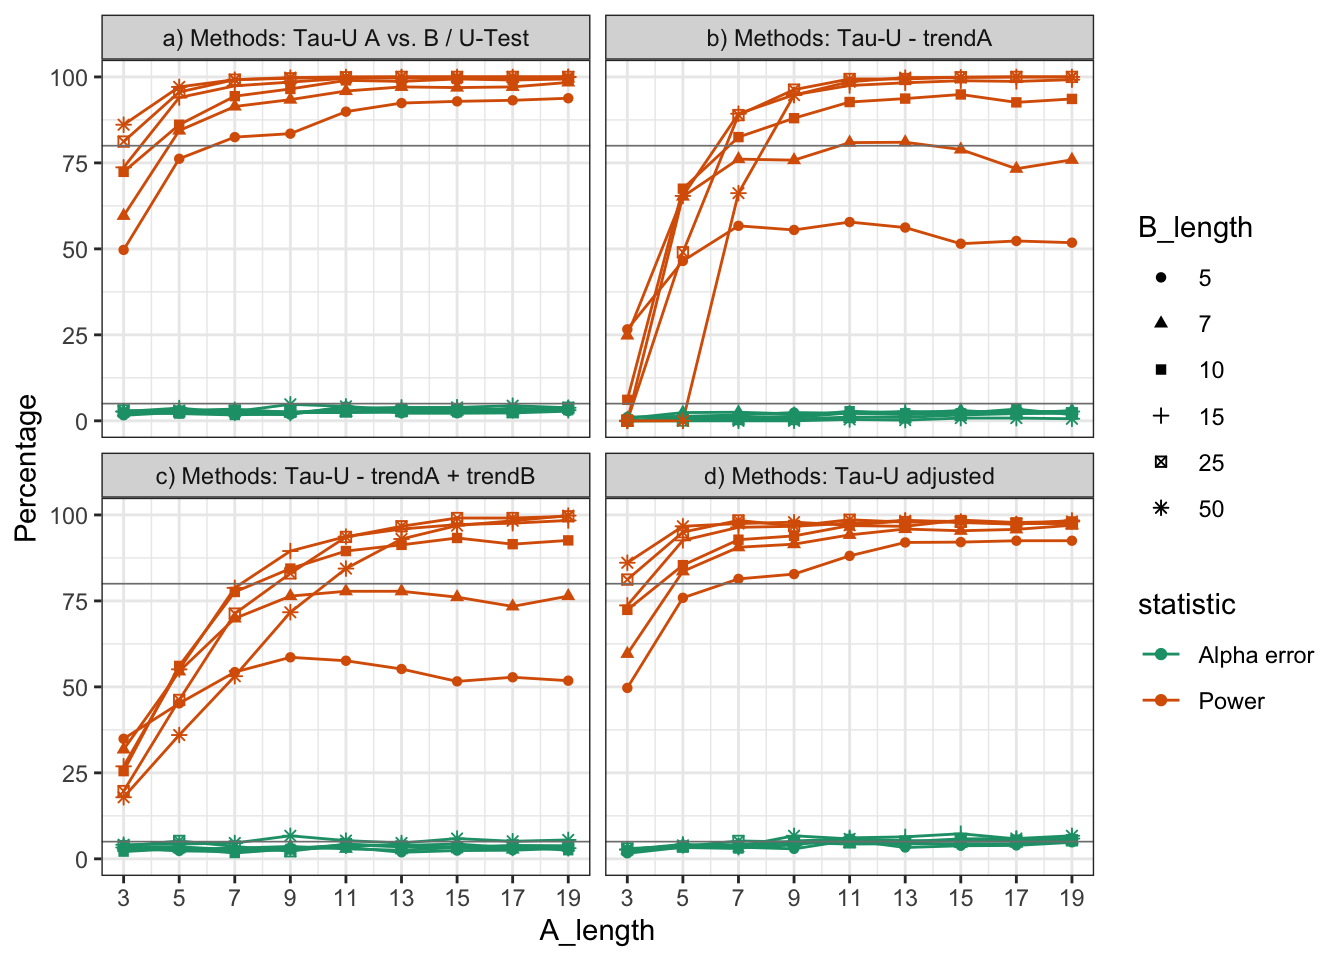 a) Methods: Tau-U A vs. B / U-Test
b) Methods: Tau-U - trendA
100
75
50
25
0
c) Methods: Tau-U - trendA + trendB
d) Methods: Tau-U adjusted
100
75
50
25
0
3 5 7 9 11 13 15 17 19
3 5 7 9 11 13 15 17 19
A_length
Percentage
B_length
5
7
10
15
25
50
statistic
Alpha error
Power